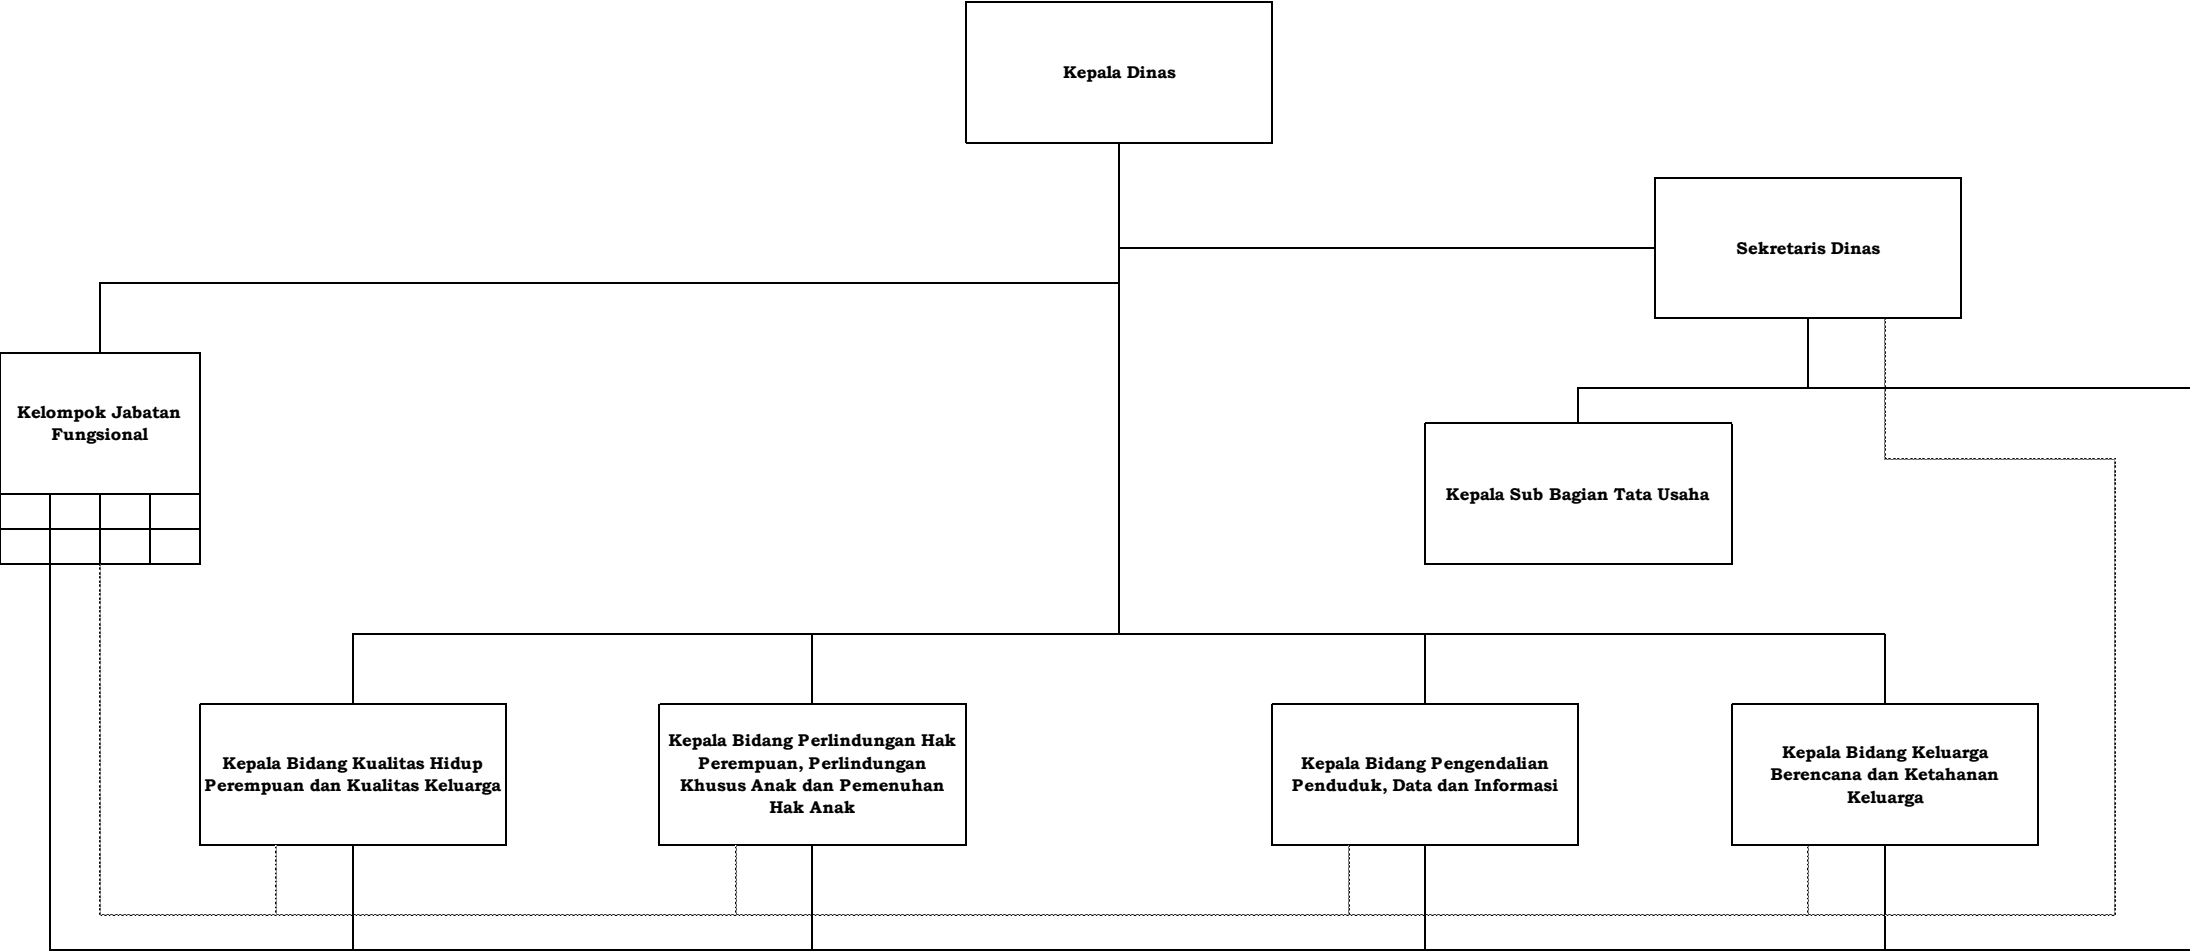 Kepala Dinas
Sekretaris Dinas
Kelompok Jabatan
Fungsional
Kepala Sub Bagian Tata Usaha
Kepala Bidang Kualitas Hidup
Perempuan dan Kualitas Keluarga
Kepala Bidang Perlindungan Hak
Perempuan, Perlindungan
Khusus Anak dan Pemenuhan
Hak Anak
Kepala Bidang Pengendalian
Penduduk, Data dan Informasi
Kepala Bidang Keluarga
Berencana dan Ketahanan
Keluarga